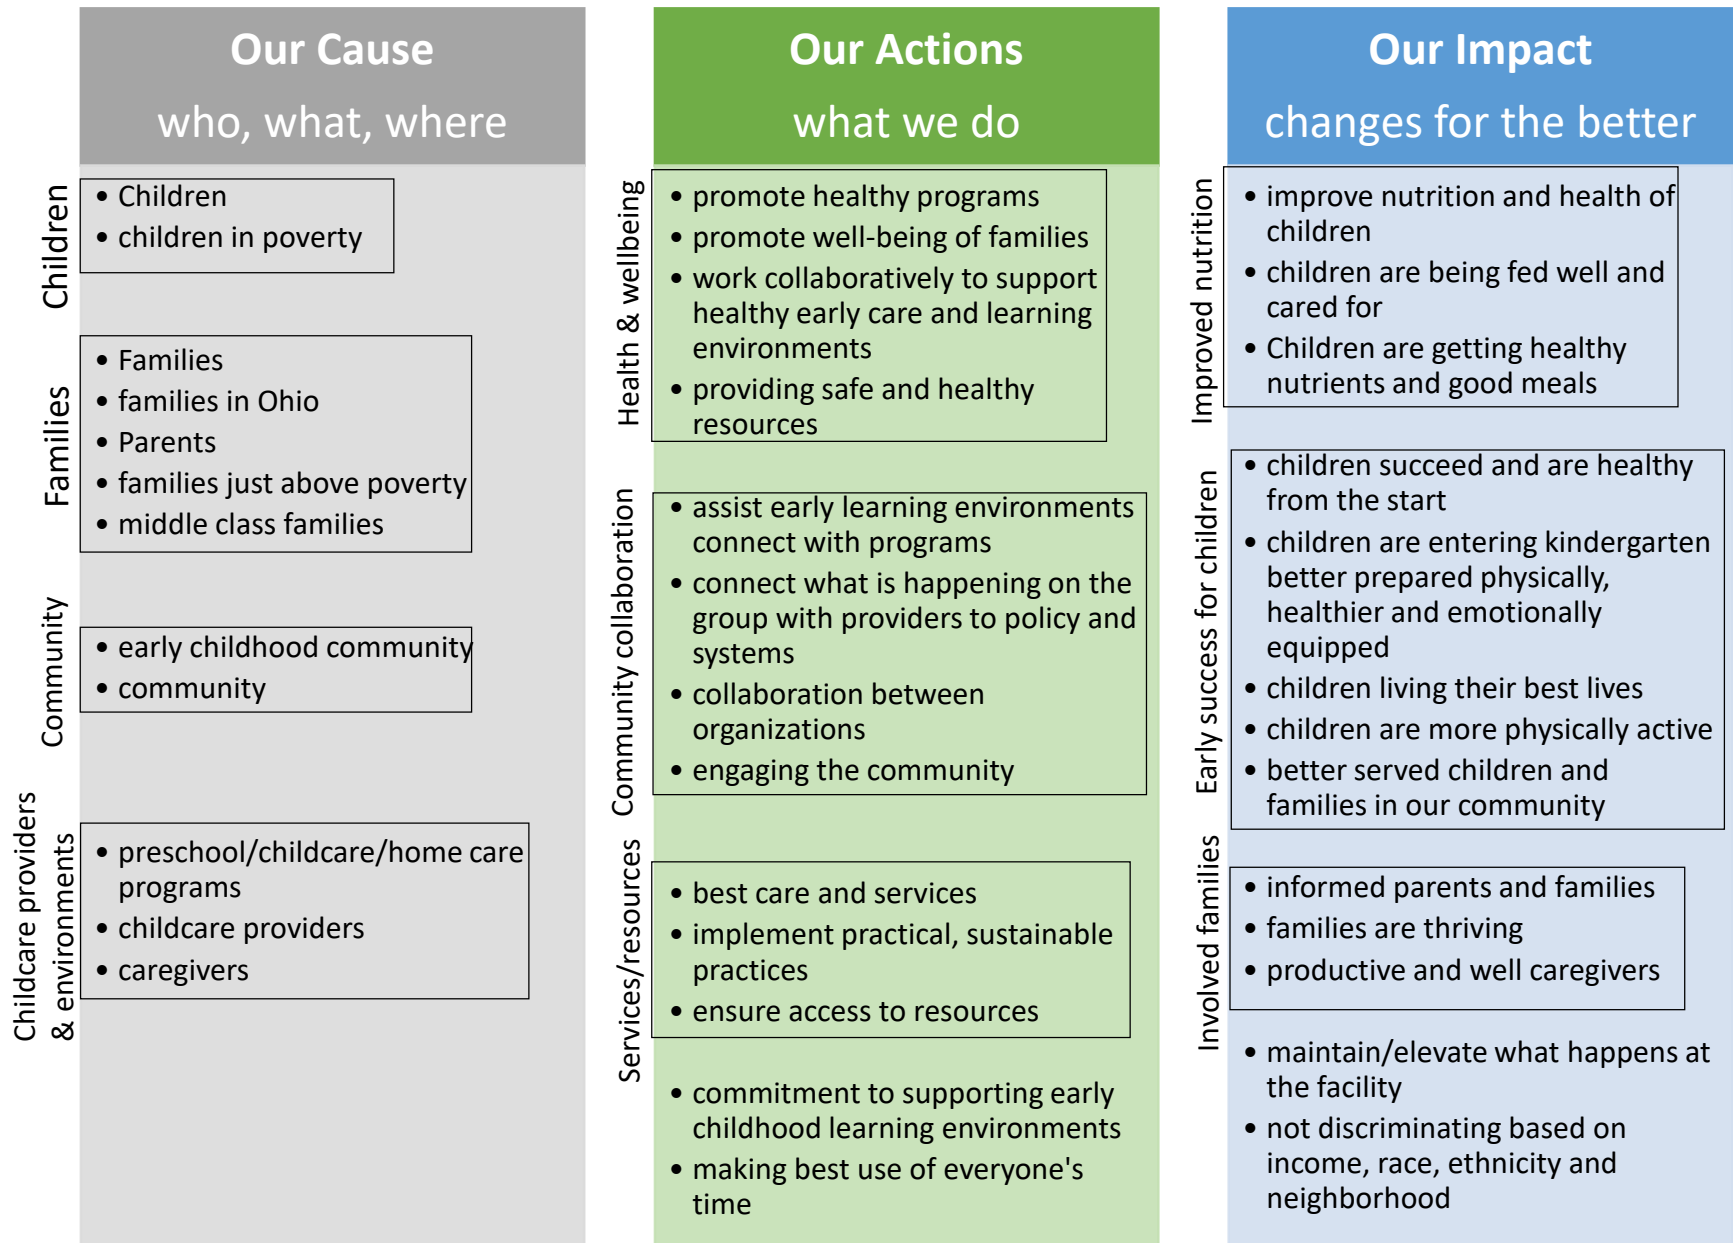 Our Cause
who, what, where
Children
• Children
• children in poverty
Families
• Families
• families in Ohio
• Parents
• families just above poverty
• middle class families
Community
• early childhood community
• community
Childcare providers
& environments
• preschool/childcare/home care
programs
• childcare providers
• caregivers
Our Actions
what we do
Health & wellbeing
• promote healthy programs
• promote well-being of families
• work collaboratively to support
healthy early care and learning
environments
• providing safe and healthy
resources
Community collaboration
• assist early learning environments
connect with programs
• connect what is happening on the
group with providers to policy and
systems
• collaboration between
organizations
• engaging the community
Services/resources
• best care and services
• implement practical, sustainable
practices
• ensure access to resources
• commitment to supporting early
childhood learning environments
• making best use of everyone's
time
Our Impact
changes for the better
Improved nutrition
• improve nutrition and health of
children
• children are being fed well and
cared for
• Children are getting healthy
nutrients and good meals
Early success for children
• children succeed and are healthy
from the start
• children are entering kindergarten
better prepared physically,
healthier and emotionally
equipped
• children living their best lives
• children are more physically active
• better served children and
families in our community
Involved families
• informed parents and families
• families are thriving
• productive and well caregivers
• maintain/elevate what happens at
the facility
• not discriminating based on
income, race, ethnicity and
neighborhood